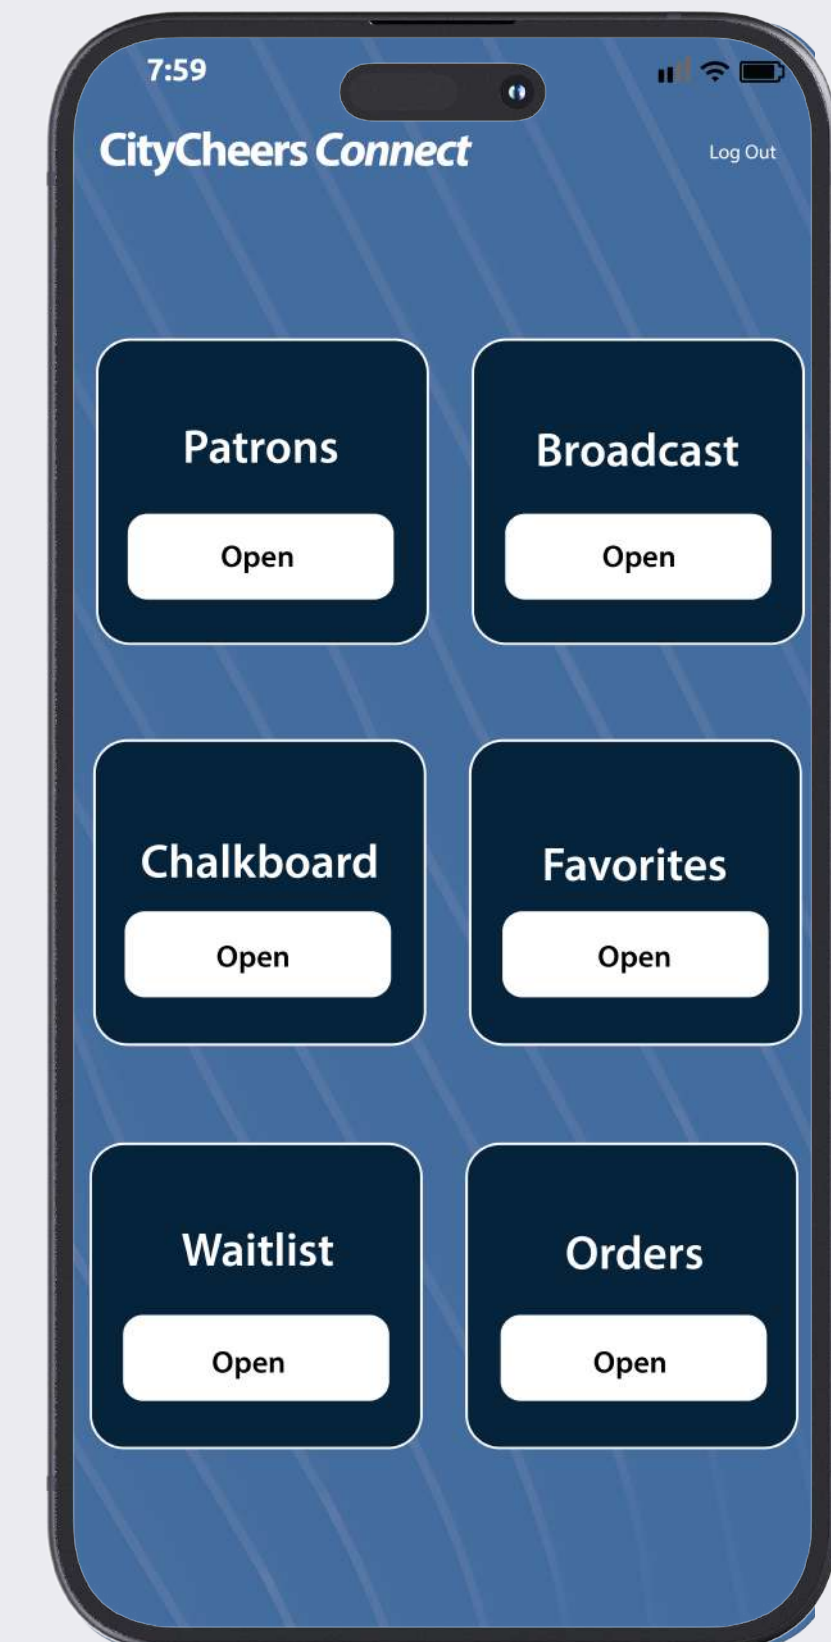 7:59
CityCheers Connect
Log Out
Patrons
Broadcast
Open
Open
Chalkboard
Favorites
Open
Open
Waitlist
Orders
Open
Open